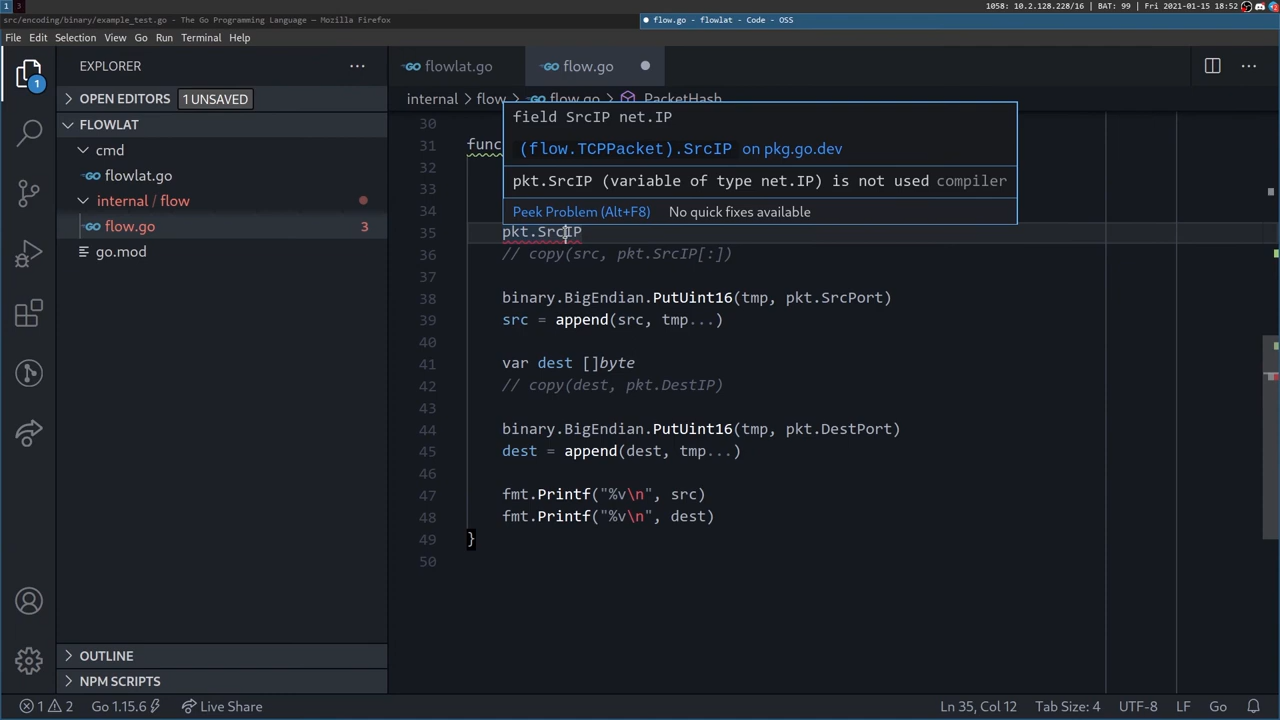 1 3
1058: 10.2.128.228/16 | BAT: 99 | Fri 2021-01-15 18:52
src/encoding/binary/example_test.go - The Go Programming Language — Mozilla Firefox
flow.go - flowlat - Code - OSS
File Edit Selection View Go Run Terminal Help
EXPLORER
1
OPEN EDITORS 1 UNSAVED
FLOWLAT
cmd
flowlat.go
internal / flow
flow.go 3
go.mod
OUTLINE
NPM SCRIPTS
flowlat.go
flow.go
internal > flow > flow.go > PacketHash
field SrcIP net.IP
(flow.TCPPacket).SrcIP on pkg.go.dev
pkt.SrcIP (variable of type net.IP) is not used compiler
Peek Problem (Alt+F8) No quick fixes available
30
31 func
32
33
34
35 pkt.SrcIP
36 // copy(src, pkt.SrcIP[:])
37
38 binary.BigEndian.PutUint16(tmp, pkt.SrcPort)
39 src = append(src, tmp...)
40
41 var dest []byte
42 // copy(dest, pkt.DestIP)
43
44 binary.BigEndian.PutUint16(tmp, pkt.DestPort)
45 dest = append(dest, tmp...)
46
47 fmt.Printf("%v\n", src)
48 fmt.Printf("%v\n", dest)
49 }
50
1 2 Go 1.15.6 Live Share
Ln 35, Col 12 Tab Size: 4 UTF-8 LF Go